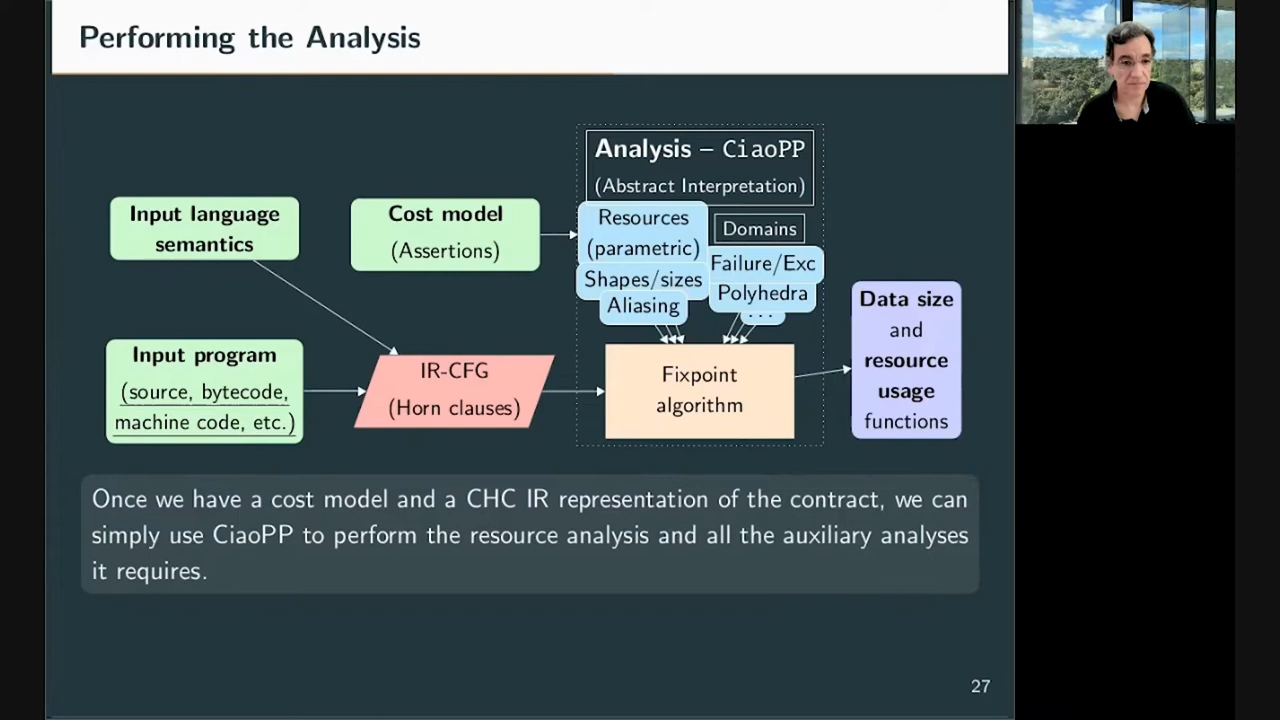 Performing the Analysis
Analysis – CiaoPP
(Abstract Interpretation)
Input language
semantics
Cost model
(Assertions)
Resources
(parametric)
Domains
Shapes/sizes
Failure/Exc
Aliasing
Polyhedra
...
Input program
(source, bytecode,
machine code, etc.)
IR-CFG
(Horn clauses)
Fixpoint
algorithm
Data size
and
resource
usage
functions
Once we have a cost model and a CHC IR representation of the contract, we can
simply use CiaoPP to perform the resource analysis and all the auxiliary analyses
it requires.
27